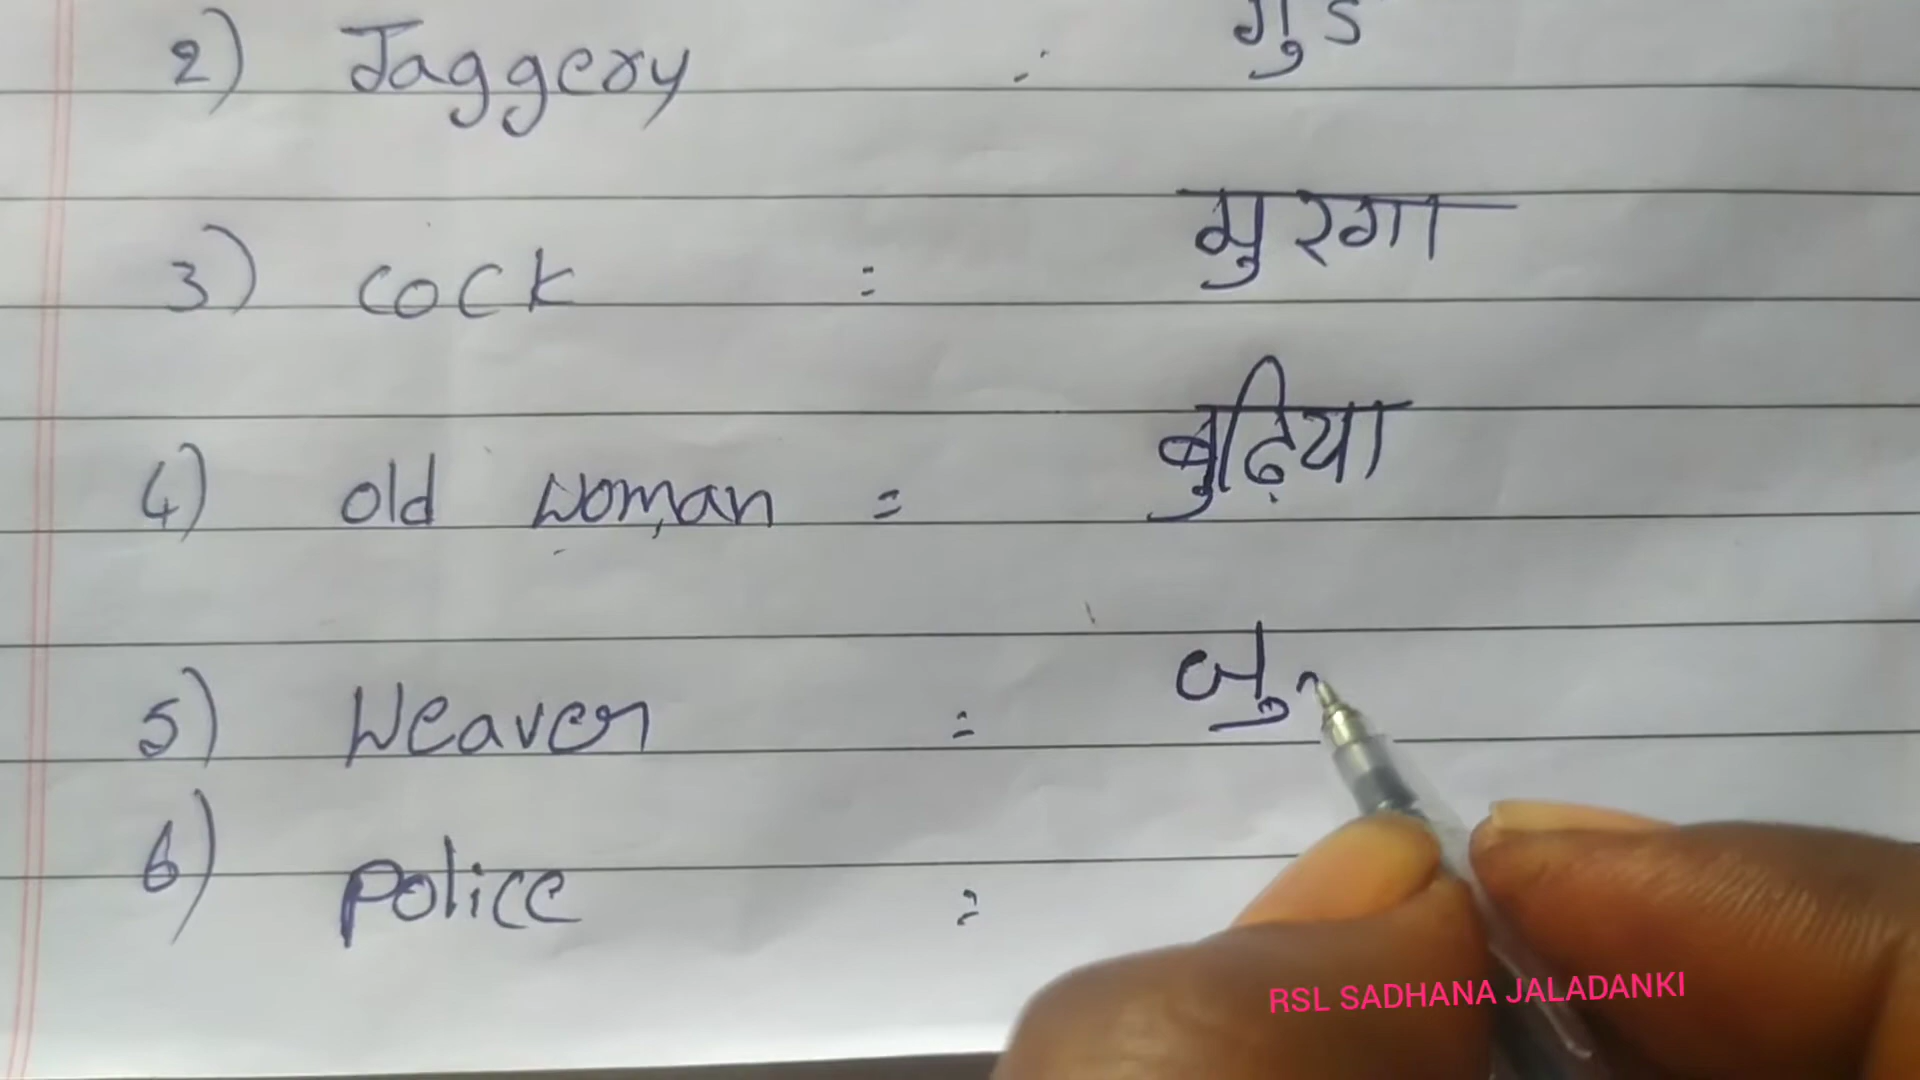 2) Jaggery : गुड
3) cock : मुरगा
4) old woman = बुढ़िया
5) Weaver = बु
6) police =
RSL SADHANA JALADANKI